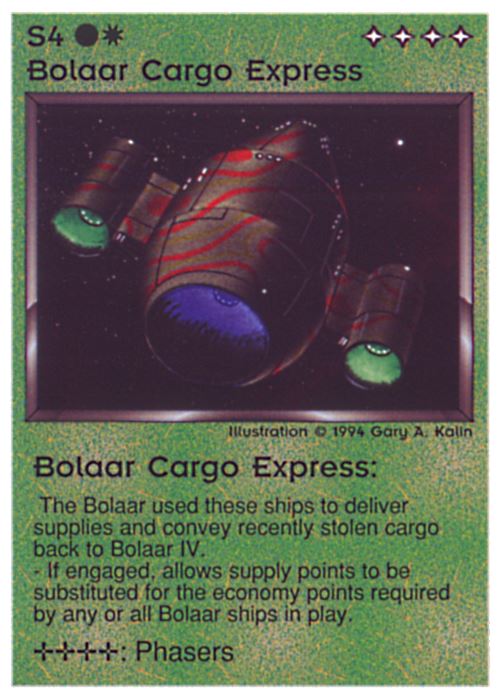 S4
Bolaar Cargo Express
Illustration © 1994 Gary A. Kalin
Bolaar Cargo Express:
The Bolaar used these ships to deliver
supplies and convey recently stolen cargo
back to Bolaar IV.
- If engaged, allows supply points to be
substituted for the economy points required
by any or all Bolaar ships in play.
: Phasers